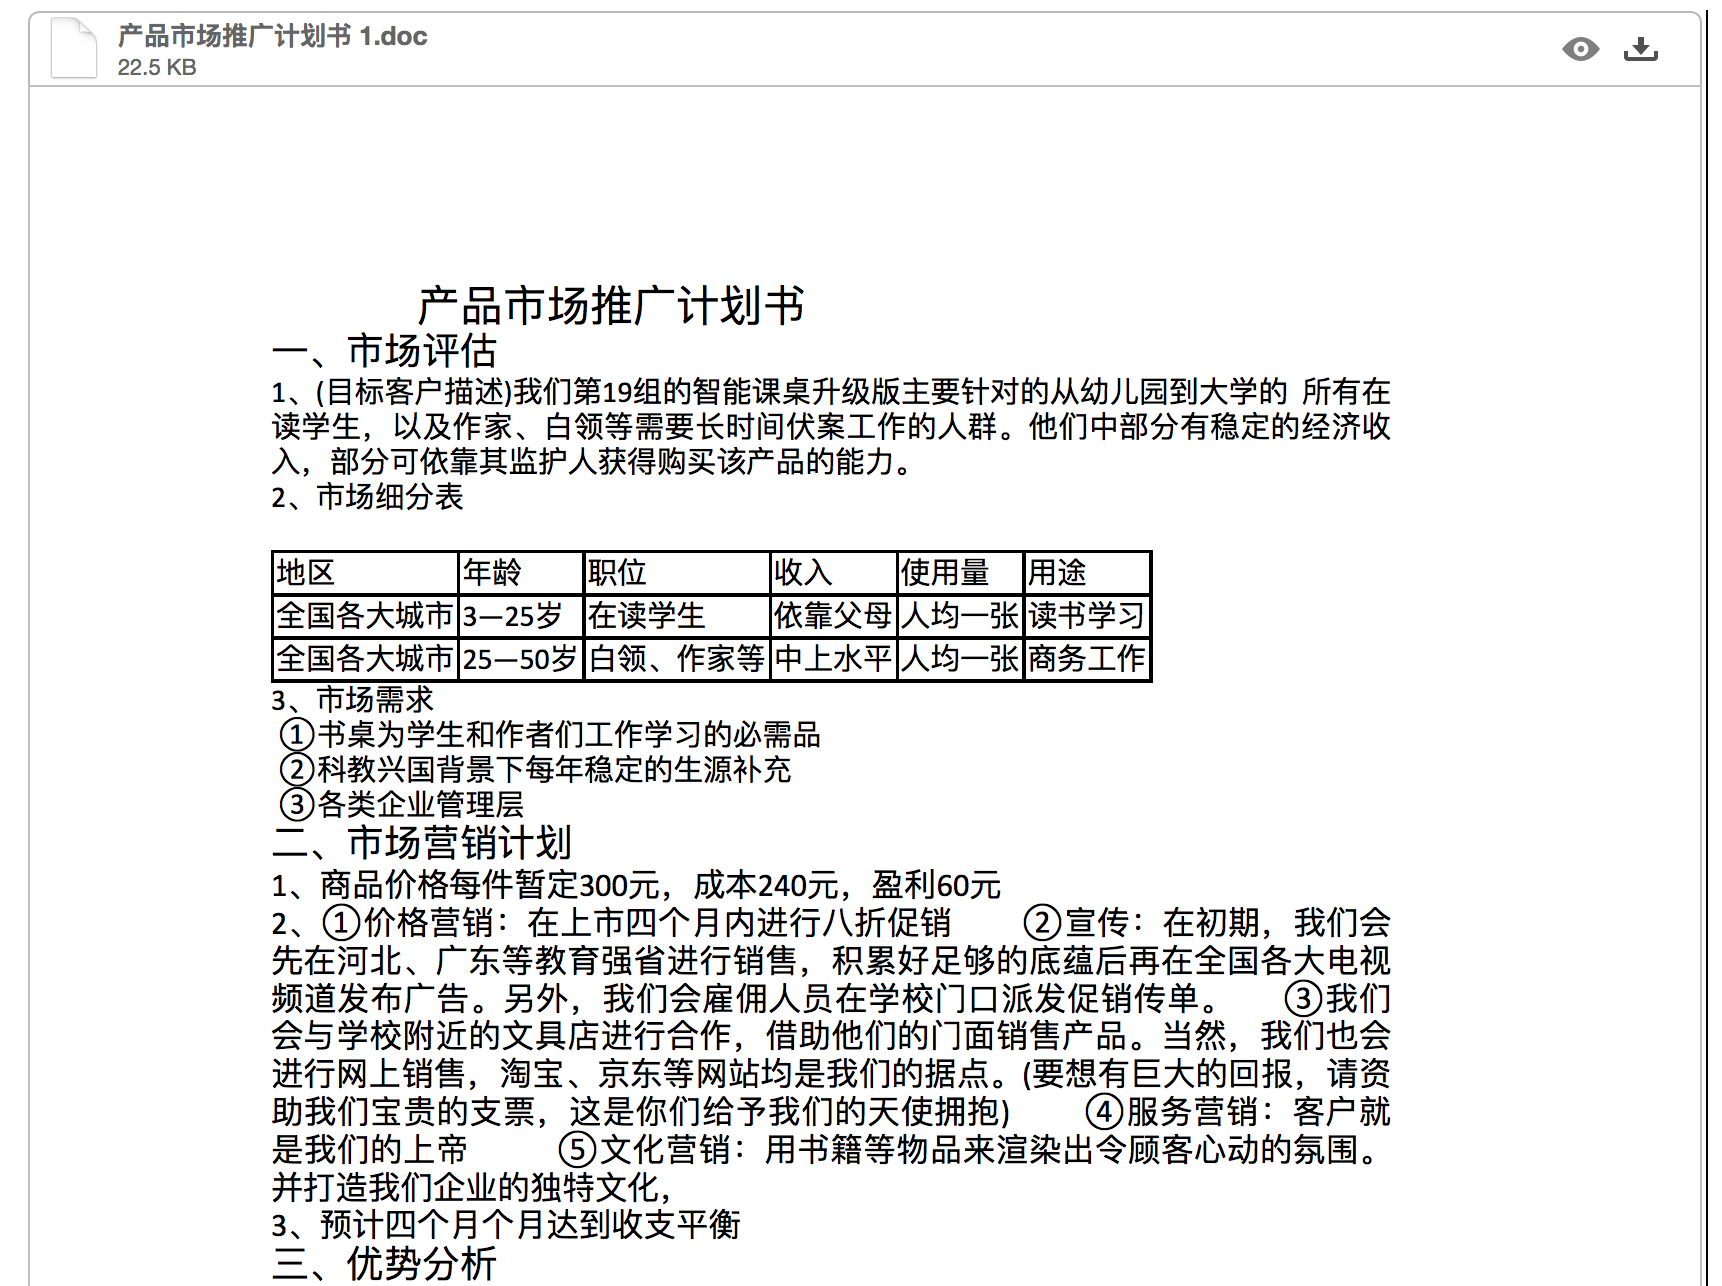 产品市场推广计划书 1.doc
22.5 KB
产品市场推广计划书
一、市场评估
1、(目标客户描述)我们第19组的智能课桌升级版主要针对的从幼儿园到大学的 所有在
读学生，以及作家、白领等需要长时间伏案工作的人群。他们中部分有稳定的经济收
入，部分可依靠其监护人获得购买该产品的能力。
2、市场细分表
地区 年龄 职位 收入 使用量 用途
全国各大城市 3—25岁 在读学生 依靠父母 人均一张 读书学习
全国各大城市 25—50岁 白领、作家等 中上水平 人均一张 商务工作
3、市场需求
①书桌为学生和作者们工作学习的必需品
②科教兴国背景下每年稳定的生源补充
③各类企业管理层
二、市场营销计划
1、商品价格每件暂定300元，成本240元，盈利60元
2、①价格营销：在上市四个月内进行八折促销 ②宣传：在初期，我们会
先在河北、广东等教育强省进行销售，积累好足够的底蕴后再在全国各大电视
频道发布广告。另外，我们会雇佣人员在学校门口派发促销传单。 ③我们
会与学校附近的文具店进行合作，借助他们的门面销售产品。当然，我们也会
进行网上销售，淘宝、京东等网站均是我们的据点。(要想有巨大的回报，请资
助我们宝贵的支票，这是你们给予我们的天使拥抱) ④服务营销：客户就
是我们的上帝 ⑤文化营销：用书籍等物品来渲染出令顾客心动的氛围。
并打造我们企业的独特文化，
3、预计四个月个月达到收支平衡
三、优势分析